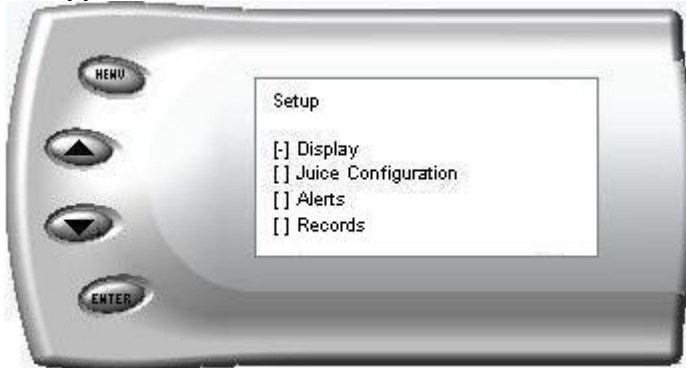 MENU
Setup
[-] Display
[ ] Juice Configuration
[ ] Alerts
[ ] Records
ENTER